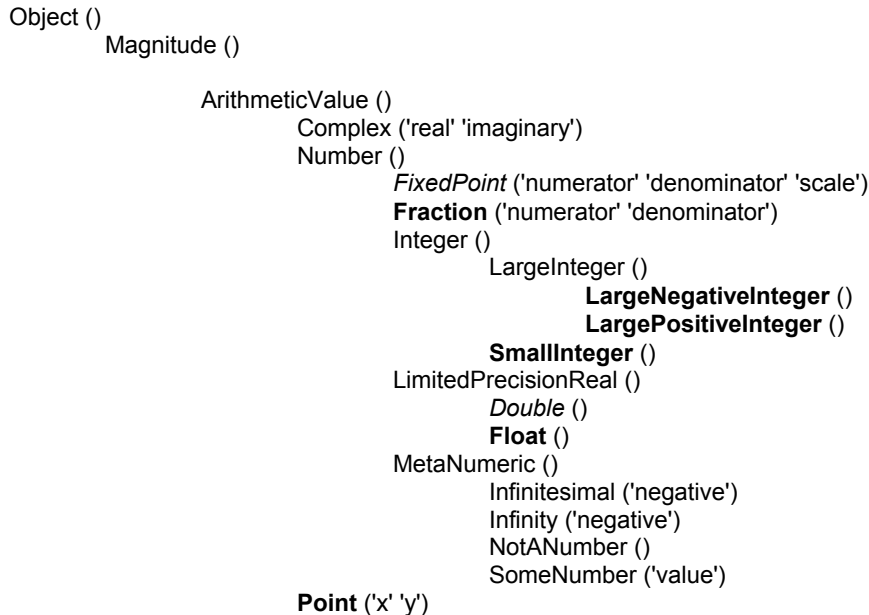 Object ()
Magnitude ()
ArithmeticValue ()
Complex ('real' 'imaginary')
Number ()
FixedPoint ('numerator' 'denominator' 'scale')
Fraction ('numerator' 'denominator')
Integer ()
LargeInteger ()
LargeNegativeInteger ()
LargePositiveInteger ()
SmallInteger ()
LimitedPrecisionReal ()
Double ()
Float ()
MetaNumeric ()
Infinitesimal ('negative')
Infinity ('negative')
NotANumber ()
SomeNumber ('value')
Point ('x' 'y')